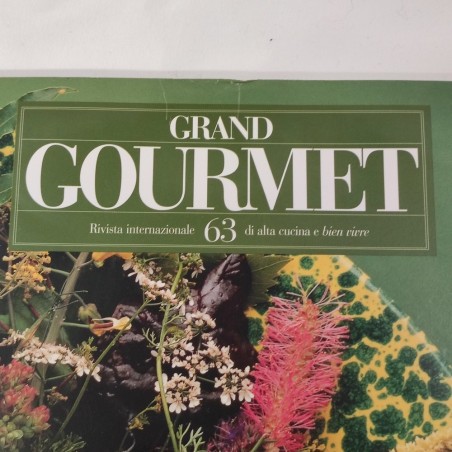 GRAND
GOURMET
Rivista internazionale 63 di alta cucina e bien vivre